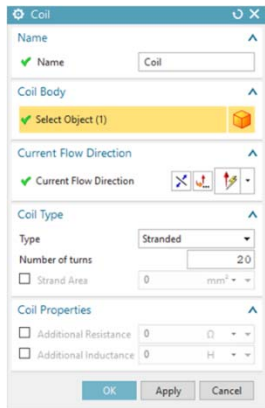 Coil
Name
Name Coil
Coil Body
Select Object (1)
Current Flow Direction
Current Flow Direction
Coil Type
Type Stranded
Number of turns 20
Strand Area 0 mm²
Coil Properties
Additional Resistance 0 Ω
Additional Inductance 0 H
OK Apply Cancel